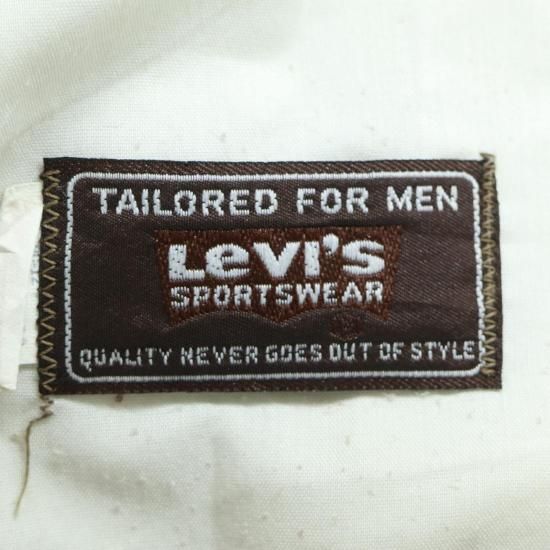 TAILORED FOR MEN
Levi's
SPORTSWEAR
QUALITY NEVER GOES OUT OF STYLE